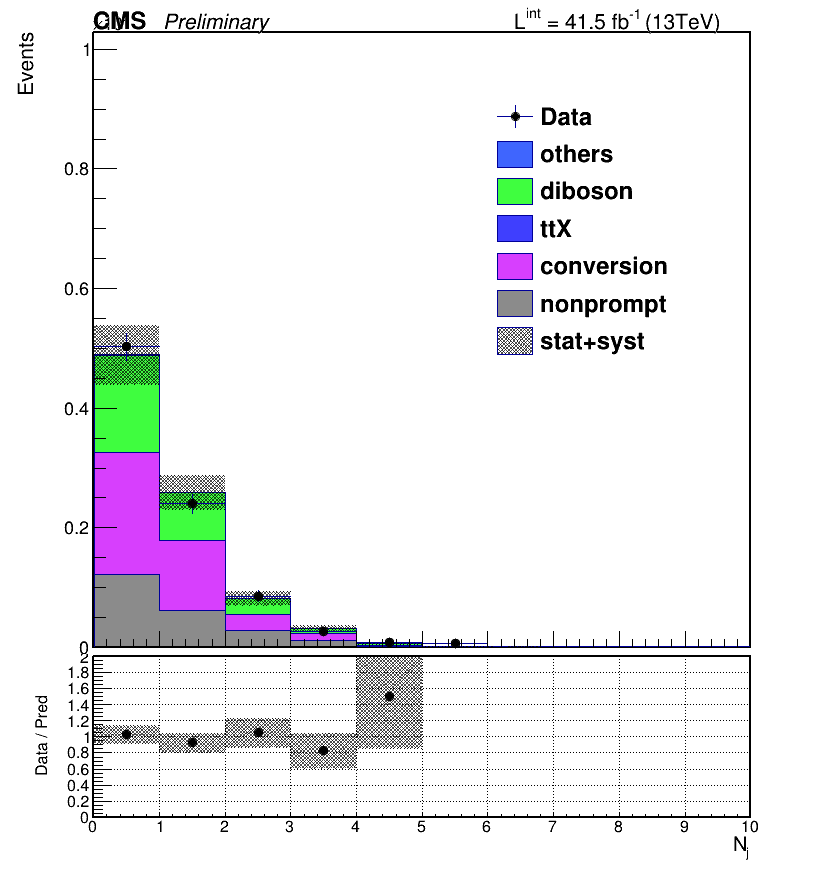 CMS Preliminary L^int = 41.5 fb^-1 (13TeV)
Events
1
0.8
0.6
0.4
0.2
0
Data
others
diboson
ttX
conversion
nonprompt
stat+syst
Data / Pred
2
1.8
1.6
1.4
1.2
1
0.8
0.6
0.4
0.2
0
0 1 2 3 4 5 6 7 8 9 10
N_j